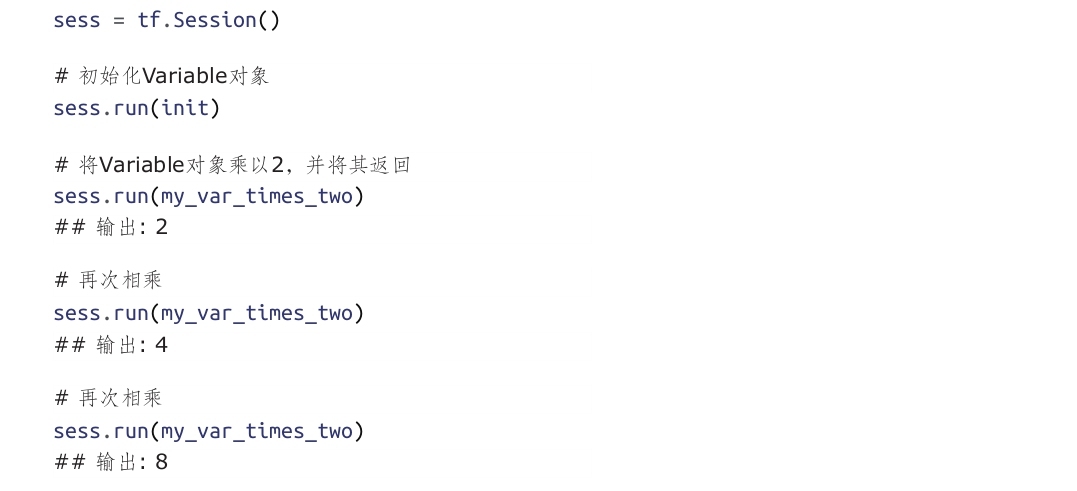 sess = tf.Session()
# 初始化Variable对象
sess.run(init)
# 将Variable对象乘以2，并将其返回
sess.run(my_var_times_two)
## 输出: 2
# 再次相乘
sess.run(my_var_times_two)
## 输出: 4
# 再次相乘
sess.run(my_var_times_two)
## 输出: 8